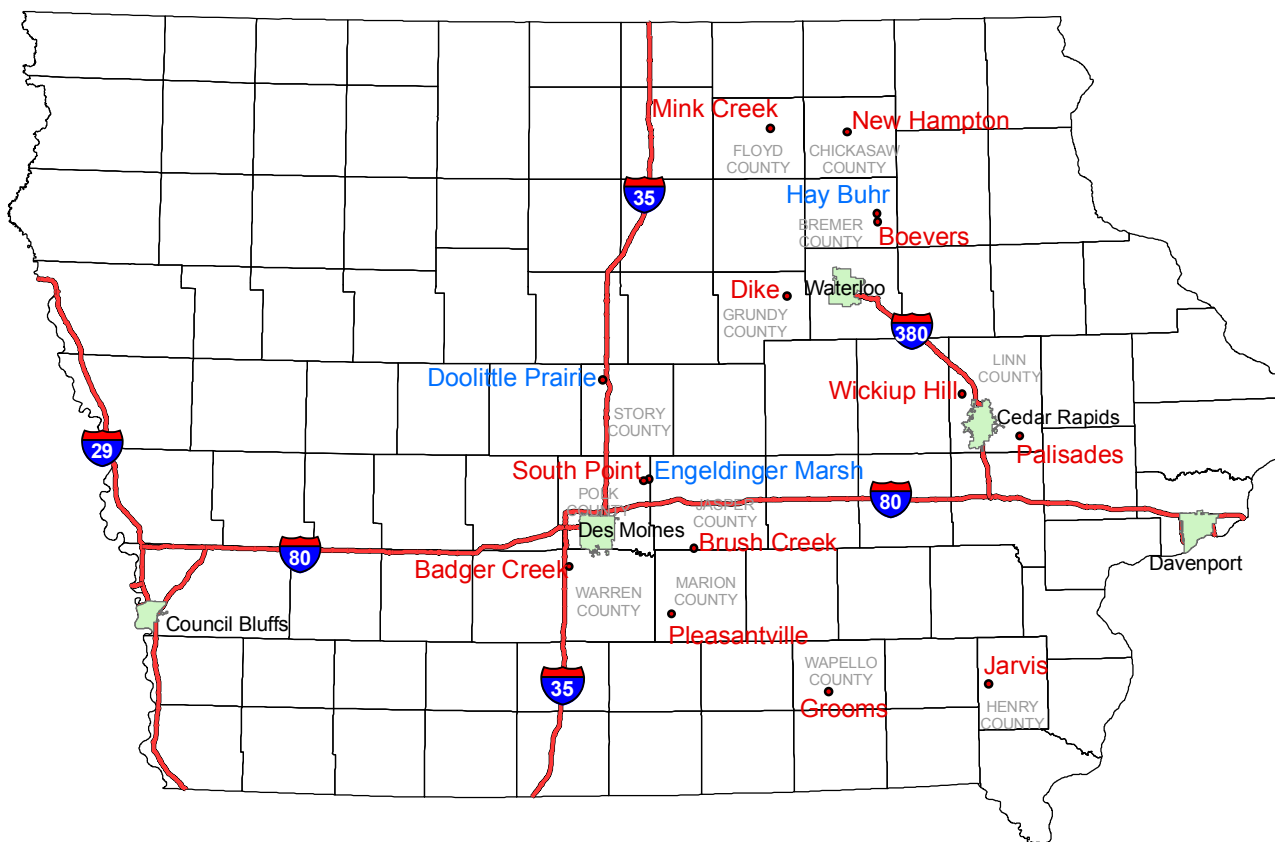 Mink Creek
New Hampton
FLOYD
COUNTY
CHICKASAW
COUNTY
35
Hay Buhr
BREMER
COUNTY
Boevers
Dike
Waterloo
GRUNDY
COUNTY
380
LINN
COUNTY
Doolittle Prairie
Wickiup Hill
STORY
COUNTY
Cedar Rapids
29
Palisades
South Point
Engeldinger Marsh
POLK
COUNTY
JASPER
COUNTY
80
Des Moines
Brush Creek
80
Badger Creek
Davenport
WARREN
COUNTY
MARION
COUNTY
Council Bluffs
Pleasantville
WAPELLO
COUNTY
Jarvis
35
Grooms
HENRY
COUNTY